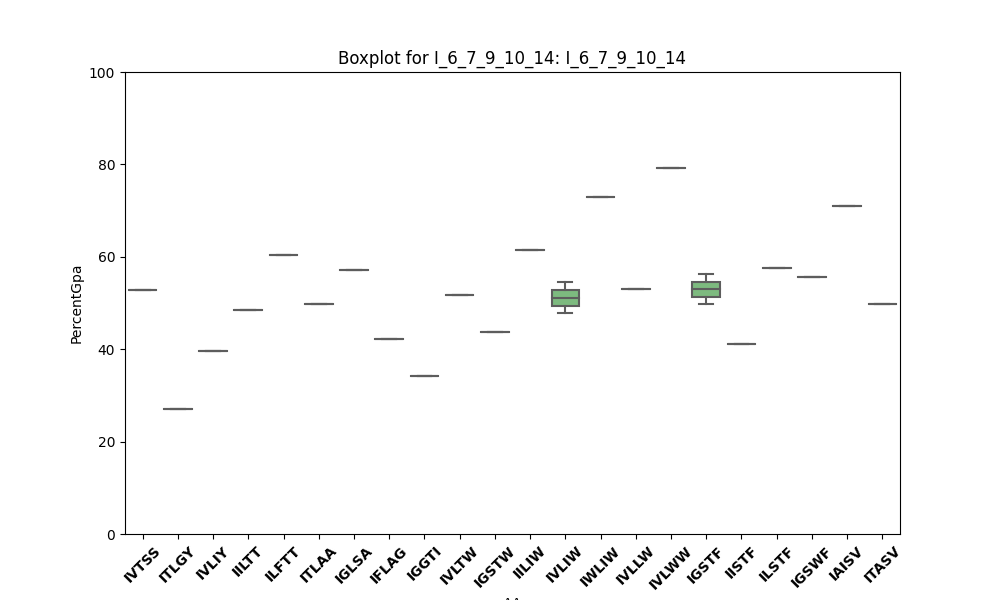 Boxplot for I_6_7_9_10_14: I_6_7_9_10_14
100
80
60
40
20
0
PercentGpa
IVTSS
ITLGY
IVLIY
IILTT
ILFTT
ITLAA
IGLSA
IFLAG
IGGTI
IVLTW
IGSTW
IILIW
IVLIW
IWLIW
IVLLW
IVLWW
IGSTF
IISTF
ILSTF
IGSWF
IAISV
ITASV